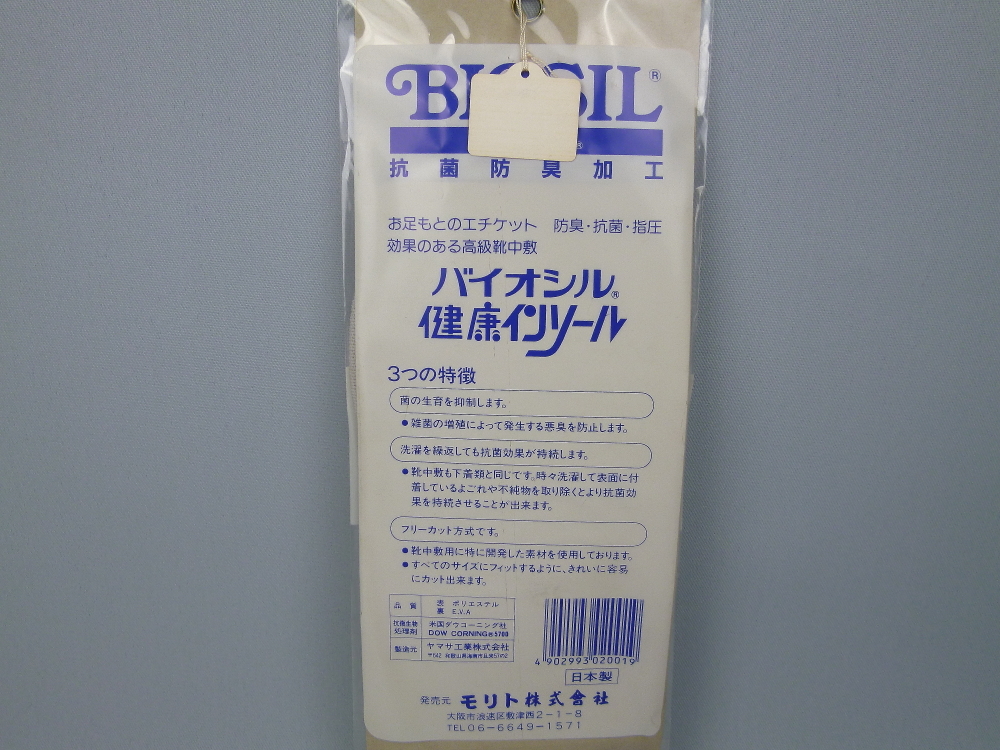 BIOSIL®
®
抗菌防臭加工
お足もとのエチケット 防臭・抗菌・指圧
効果のある高級靴中敷
バイオシル®
健康インソール
3つの特徴
菌の生育を抑制します。
●雑菌の増殖によって発生する悪臭を防止します。
洗濯を繰返しても抗菌効果が持続します。
●靴中敷も下着類と同じです。時々洗濯して表面に付
着しているよごれや不純物を取り除くとより抗菌効
果を持続させることが出来ます。
フリーカット方式です。
●靴中敷用に特に開発した素材を使用しております。
●すべてのサイズにフィットするように、きれいに容易
にカット出来ます。
品質 表 ポリエステル
裏 E.V.A
抗微生物処理剤 米国ダウコーニング社
DOW CORNING® 5700
製造元 ヤマサ工業株式会社
4 902993 020019
日本製
発売元 モリト株式会社
大阪市浪速区敷津西2-1-8
TEL06-6649-1571